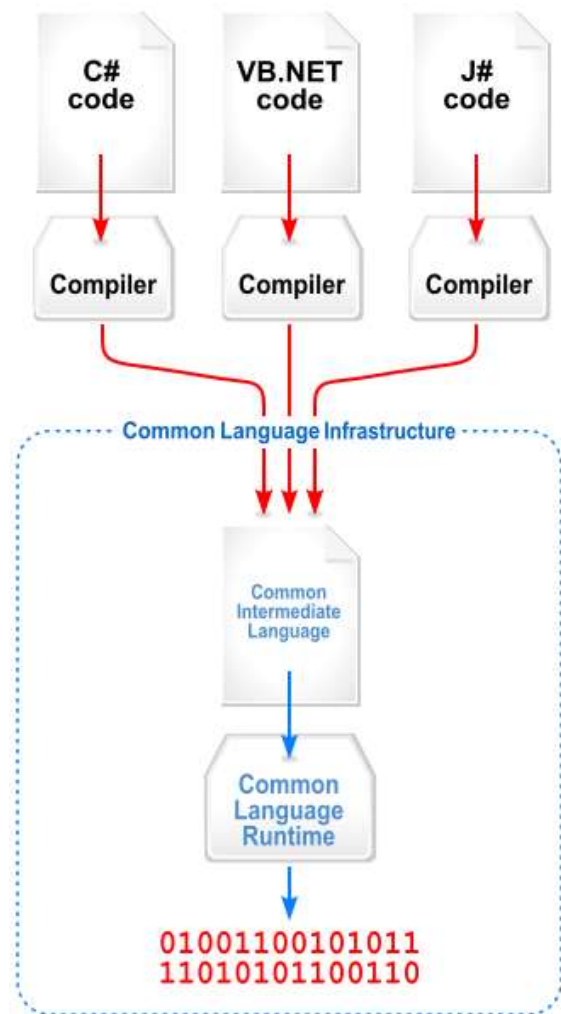 C#
code
VB.NET
code
J#
code
Compiler
Compiler
Compiler
Common Language Infrastructure
Common
Intermediate
Language
Common
Language
Runtime
01001100101011
11010101100110